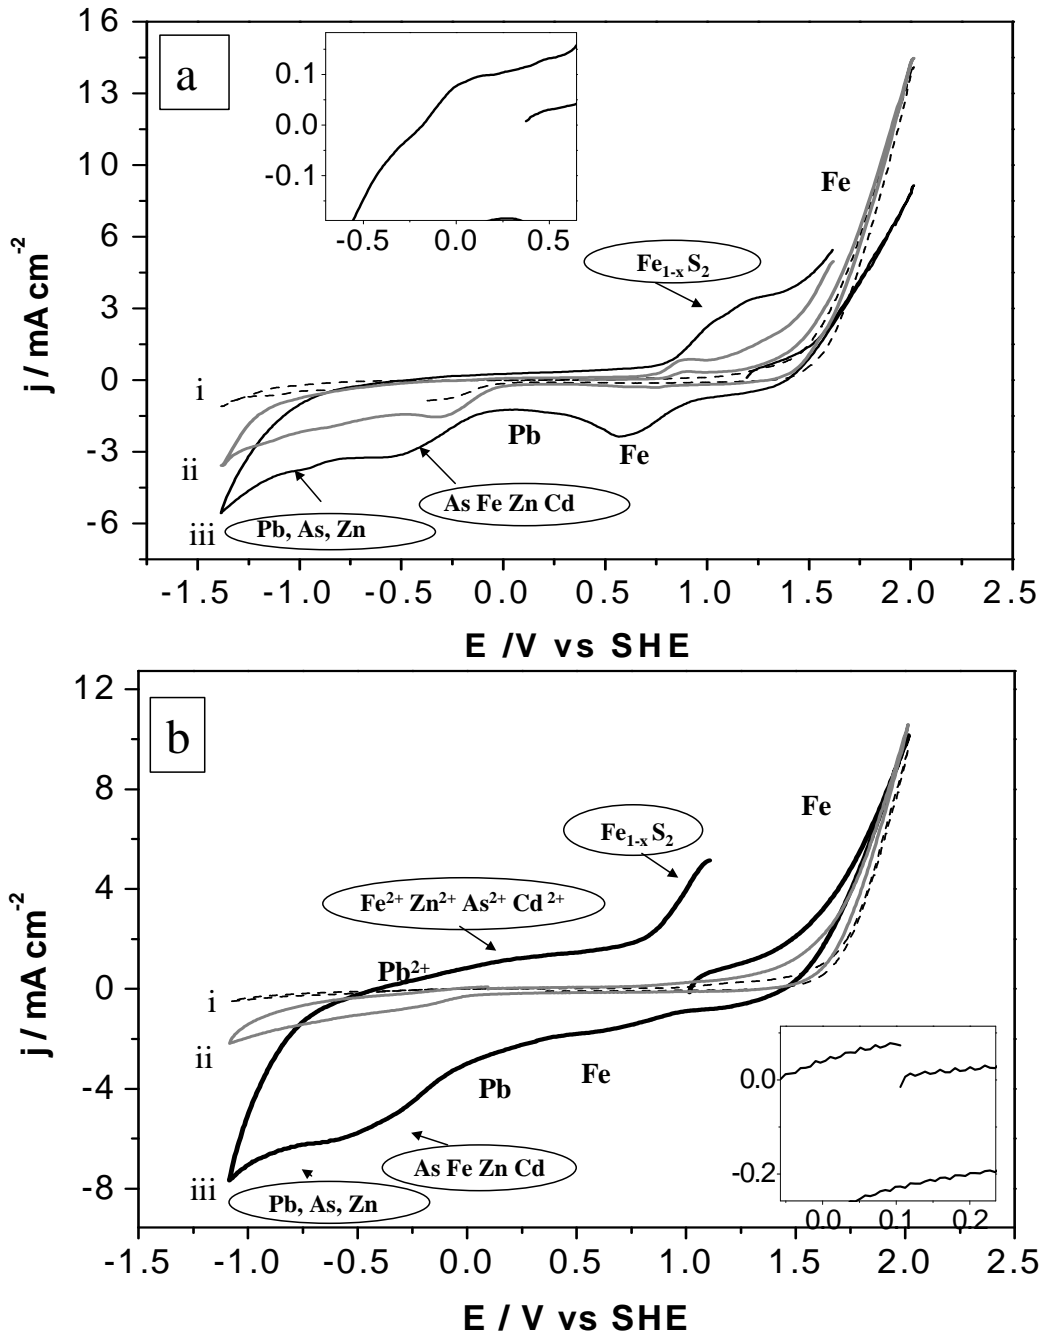 16
13
10
6
3
0
-3
-6
j / mA cm-2
a
0.1
0.0
-0.1
-0.5 0.0 0.5
Fe
Fe1-x S2
i
ii
iii
Pb
Fe
As Fe Zn Cd
Pb, As, Zn
-1.5 -1.0 -0.5 0.0 0.5 1.0 1.5 2.0 2.5
E /V vs SHE
12
8
4
0
-4
-8
j / mA cm-2
b
Fe
Fe1-x S2
Fe2+ Zn2+ As2+ Cd 2+
Pb2+
i
ii
iii
0.0
-0.2
0.0 0.1 0.2
Pb
Fe
As Fe Zn Cd
Pb, As, Zn
-1.5 -1.0 -0.5 0.0 0.5 1.0 1.5 2.0 2.5
E / V vs SHE